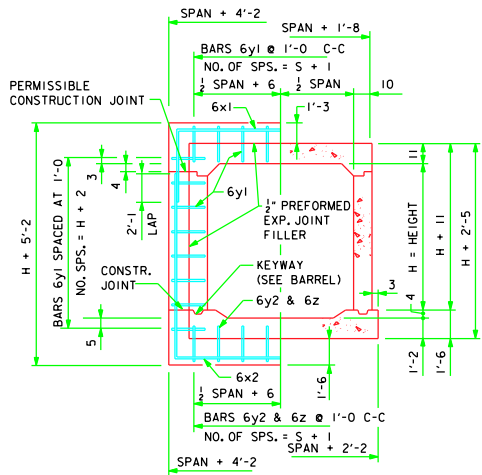 SPAN + 4'-2
SPAN + 1'-8
BARS 6y1 @ 1'-0 C-C
NO. OF SPS. = S + 1
½ SPAN + 6
½ SPAN
10
PERMISSIBLE
CONSTRUCTION JOINT
6x1
1'-3
3
4
11
H + 5'-2
BARS 6y1 SPACED AT 1'-0
NO. SPS. = H + 2
2'-1
LAP
6y1
½" PREFORMED
EXP. JOINT
FILLER
H = HEIGHT
H + 11
H + 2'-5
CONSTR.
JOINT
KEYWAY
(SEE BARREL)
6y2 & 6z
3
4
5
6x2
1'-6
1'-2
1'-6
½ SPAN + 6
BARS 6y2 & 6z @ 1'-0 C-C
NO. OF SPS. = S + 1
SPAN + 2'-2
SPAN + 4'-2